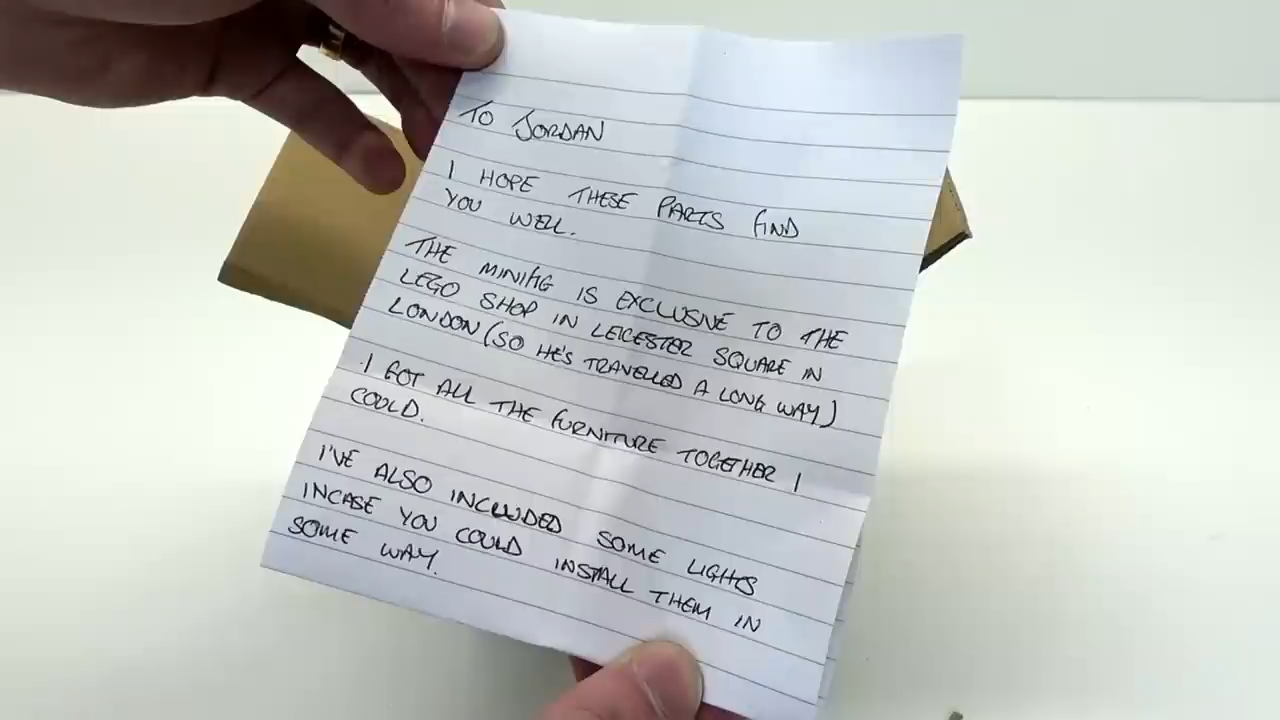 TO JORDAN
I HOPE THESE PARTS FIND
YOU WELL.
THE MINIFIG IS EXCLUSIVE TO THE
LEGO SHOP IN LEICESTER SQUARE IN
LONDON (SO HE'S TRAVELLED A LONG WAY)
I GOT ALL THE FURNITURE TOGETHER I
COULD.
I'VE ALSO INCLUDED SOME LIGHTS
INCASE YOU COULD INSTALL THEM IN
SOME WAY.